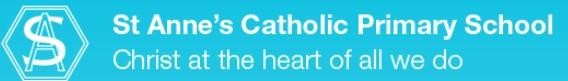 St Anne's Catholic Primary School
Christ at the heart of all we do